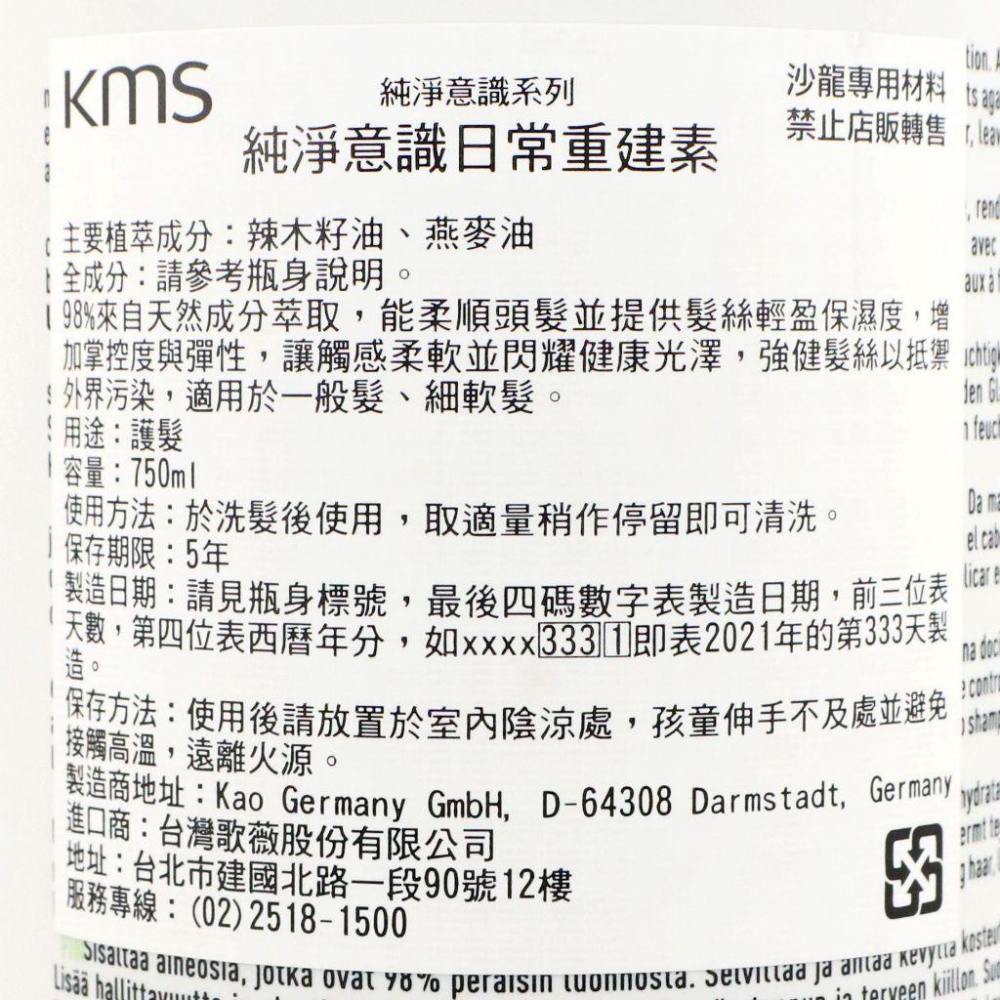 kms
純淨意識系列
純淨意識日常重建素
沙龍專用材料
禁止店販轉售
主要植萃成分：辣木籽油、燕麥油
全成分：請參考瓶身說明。
98%來自天然成分萃取，能柔順頭髮並提供髮絲輕盈保濕度，增
加掌控度與彈性，讓觸感柔軟並閃耀健康光澤，強健髮絲以抵禦
外界污染，適用於一般髮、細軟髮。
用途：護髮
容量：750ml
使用方法：於洗髮後使用，取適量稍作停留即可清洗。
保存期限：5年
製造日期：請見瓶身標號，最後四碼數字表製造日期，前三位表
天數，第四位表西曆年分，如xxxx3331即表2021年的第333天製
造。
保存方法：使用後請放置於室內陰涼處，孩童伸手不及處並避免
接觸高溫，遠離火源。
製造商地址：Kao Germany GmbH, D-64308 Darmstadt, Germany
進口商：台灣歌薇股份有限公司
地址：台北市建國北路一段90號12樓
服務專線：(02)2518-1500
Sisältää aineosia, jotka ovat 98% peräisin luonnosta. Selvittää ja antaa kevyttä